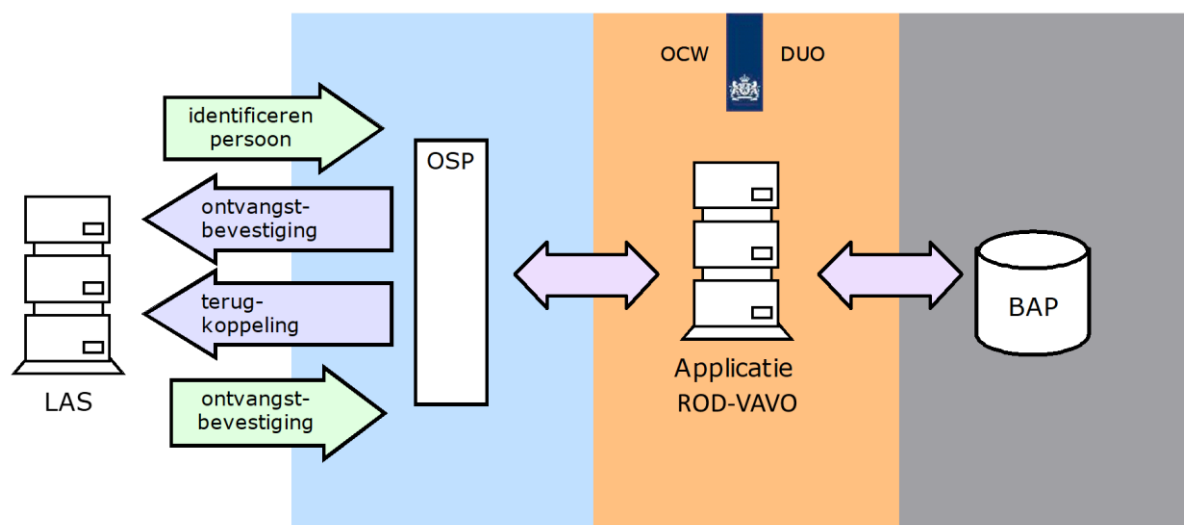 OCW DUO
identificeren
persoon
OSP
ontvangst-
bevestiging
terug-
koppeling
ontvangst-
bevestiging
LAS
Applicatie
ROD-VAVO
BAP